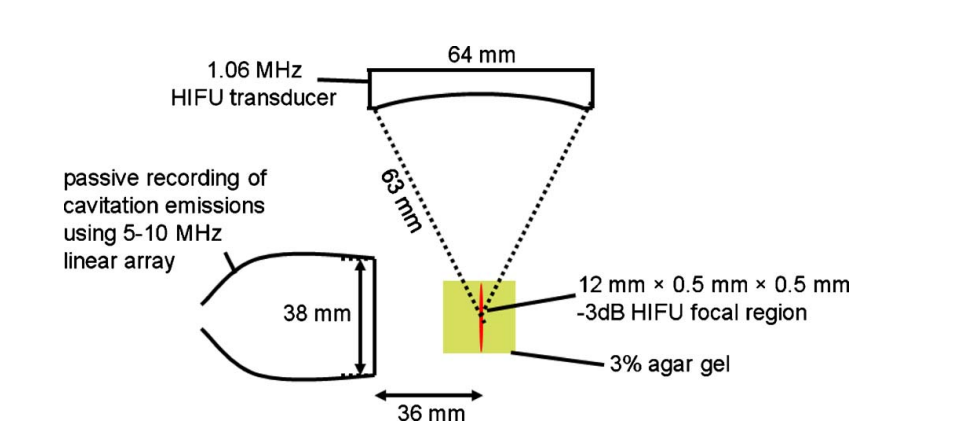 64 mm
1.06 MHz
HIFU transducer
63 mm
passive recording of
cavitation emissions
using 5-10 MHz
linear array
38 mm
12 mm × 0.5 mm × 0.5 mm
-3dB HIFU focal region
3% agar gel
36 mm